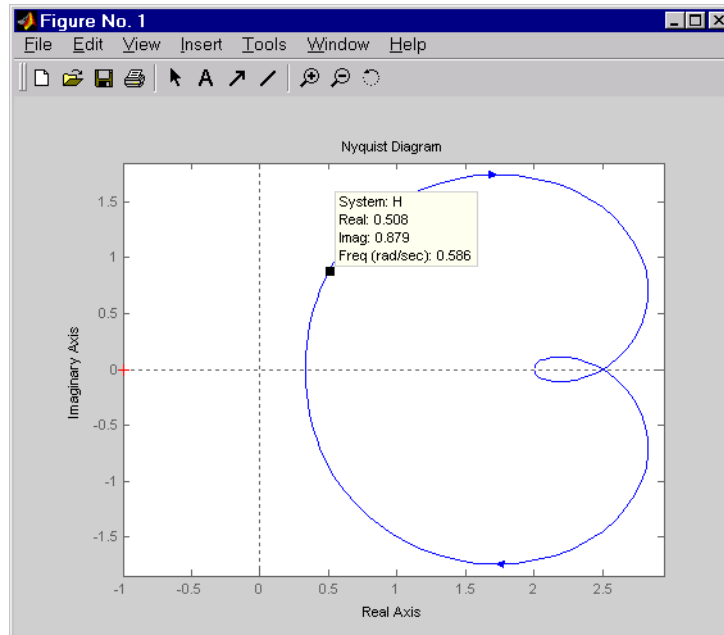 Figure No. 1
File Edit View Insert Tools Window Help
A
Nyquist Diagram
System: H
Real: 0.508
Imag: 0.879
Freq (rad/sec): 0.586
Imaginary Axis
1.5
1
0.5
0
-0.5
-1
-1.5
-1 -0.5 0 0.5 1 1.5 2 2.5
Real Axis